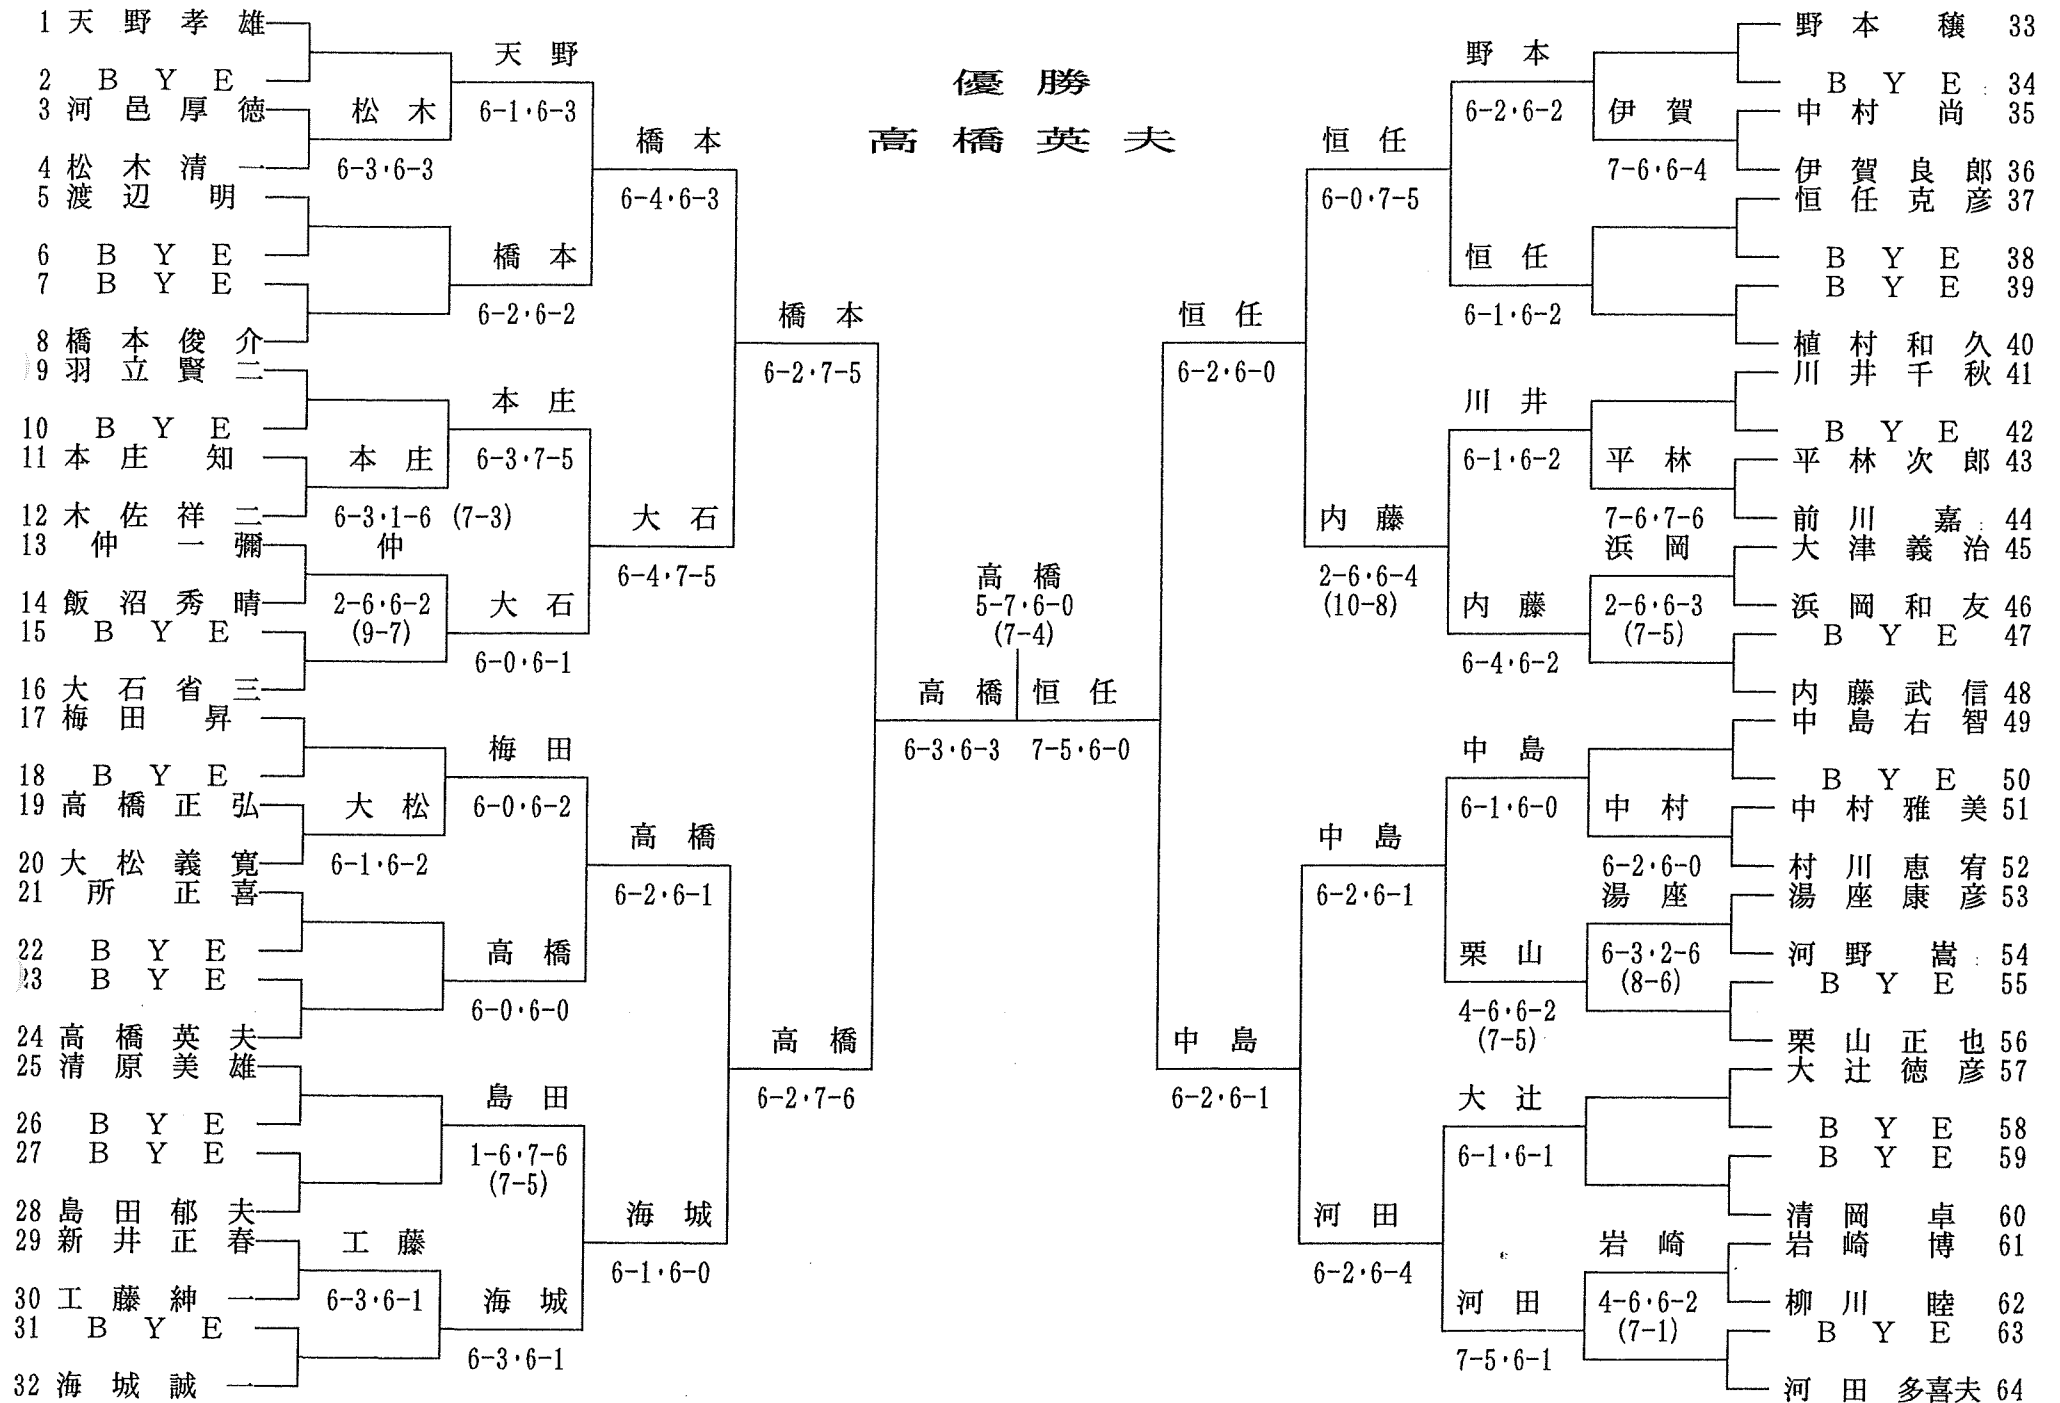 優勝
高橋英夫
1 天野孝雄
2 BYE
3 河邑厚徳
4 松木清一
5 渡辺明
6 BYE
7 BYE
8 橋本俊介
9 羽立賢二
10 BYE
11 本庄知
12 木佐祥二
13 仲一彌
14 飯沼秀晴
15 BYE
16 大石省三
17 梅田昇
18 BYE
19 高橋正弘
20 大松義寛
21 所正喜
22 BYE
23 BYE
24 高橋英夫
25 清原美雄
26 BYE
27 BYE
28 島田郁夫
29 新井正春
30 工藤紳一
31 BYE
32 海城誠一
松木
6-3・6-3
本庄
6-3・1-6 (7-3)
仲
2-6・6-2
(9-7)
大松
6-1・6-2
工藤
6-3・6-1
天野
6-1・6-3
橋本
6-2・6-2
本庄
6-3・7-5
大石
6-0・6-1
梅田
6-0・6-2
高橋
6-0・6-0
島田
1-6・7-6
(7-5)
海城
6-3・6-1
橋本
6-4・6-3
大石
6-4・7-5
高橋
6-2・6-1
海城
6-1・6-0
橋本
6-2・7-5
高橋
6-2・7-6
高橋
5-7・6-0
(7-4)
高橋
6-3・6-3
恒任
7-5・6-0
恒任
6-2・6-0
中島
6-2・6-1
恒任
6-0・7-5
内藤
2-6・6-4
(10-8)
中島
6-2・6-1
河田
6-2・6-4
野本
6-2・6-2
恒任
6-1・6-2
川井
6-1・6-2
内藤
6-4・6-2
中島
6-1・6-0
栗山
4-6・6-2
(7-5)
大辻
6-1・6-1
河田
7-5・6-1
伊賀
7-6・6-4
平林
7-6・7-6
浜岡
2-6・6-3
(7-5)
中村
6-2・6-0
湯座
6-3・2-6
(8-6)
岩崎
4-6・6-2
(7-1)
野本穣 33
BYE 34
中村尚 35
伊賀良郎 36
恒任克彦 37
BYE 38
BYE 39
植村和久 40
川井千秋 41
BYE 42
平林次郎 43
前川嘉 44
大津義治 45
浜岡和友 46
BYE 47
内藤武信 48
中島右智 49
BYE 50
中村雅美 51
村川恵宥 52
湯座康彦 53
河野嵩 54
BYE 55
栗山正也 56
大辻徳彦 57
BYE 58
BYE 59
清岡卓 60
岩崎博 61
柳川睦 62
BYE 63
河田多喜夫 64